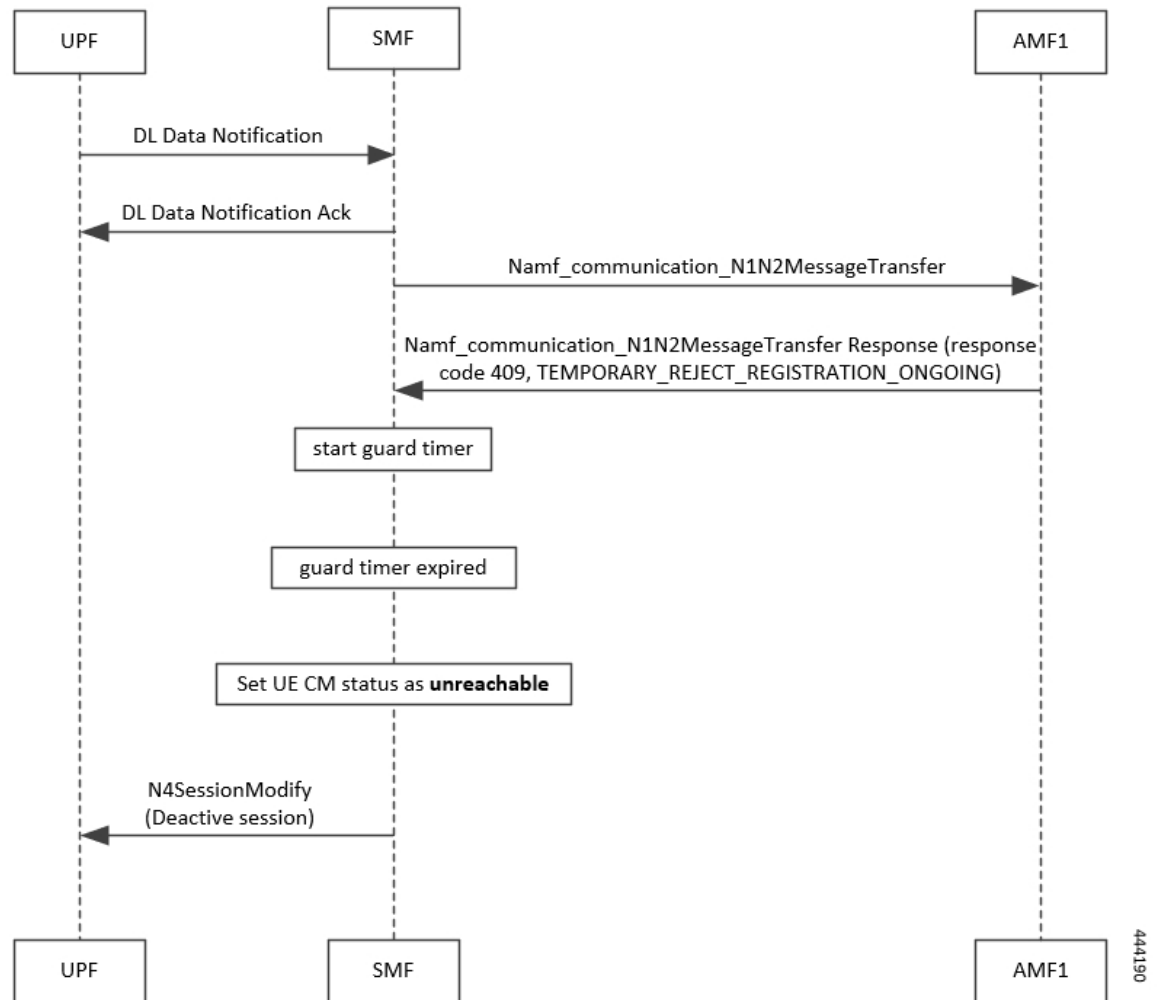 UPF
SMF
AMF1
DL Data Notification
DL Data Notification Ack
Namf_communication_N1N2MessageTransfer
Namf_communication_N1N2MessageTransfer Response (response
code 409, TEMPORARY_REJECT_REGISTRATION_ONGOING)
start guard timer
guard timer expired
Set UE CM status as unreachable
N4SessionModify
(Deactive session)
UPF
SMF
AMF1
444190